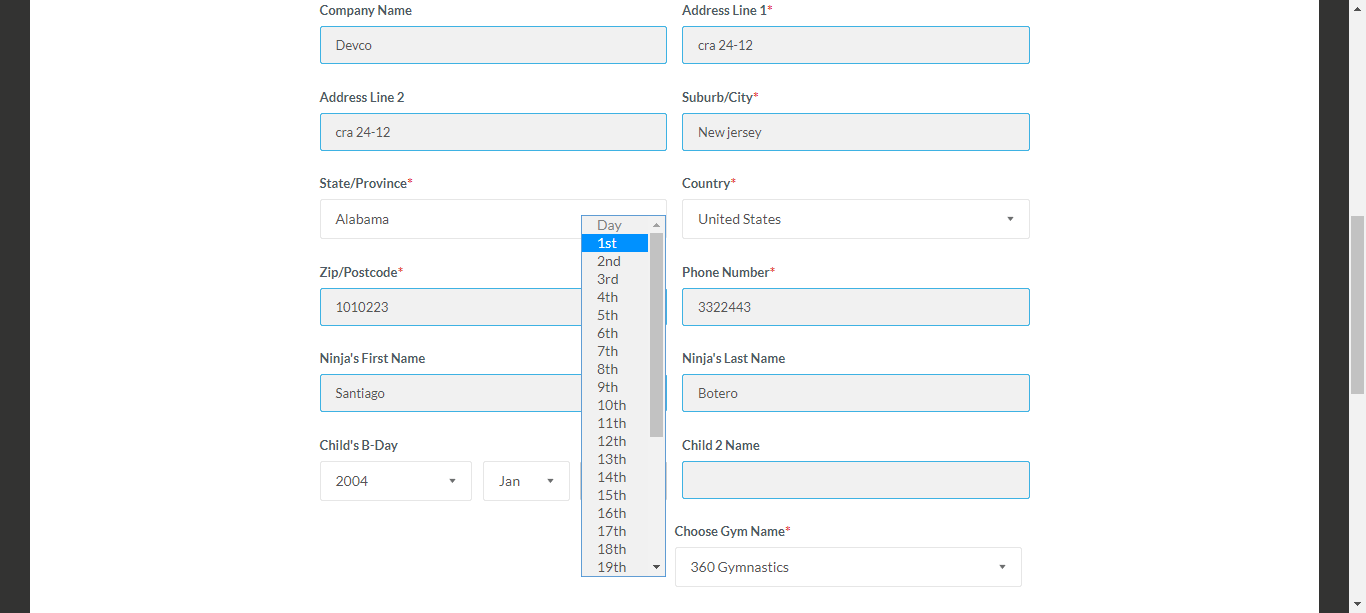 Company Name
Address Line 1*
Devco
cra 24-12
Address Line 2
Suburb/City*
cra 24-12
New jersey
State/Province*
Country*
Alabama
United States
Zip/Postcode*
Phone Number*
1010223
3322443
Ninja's First Name
Ninja's Last Name
Santiago
Botero
Child's B-Day
Child 2 Name
2004
Jan
Day
1st
2nd
3rd
4th
5th
6th
7th
8th
9th
10th
11th
12th
13th
14th
15th
16th
17th
18th
19th
Choose Gym Name*
360 Gymnastics